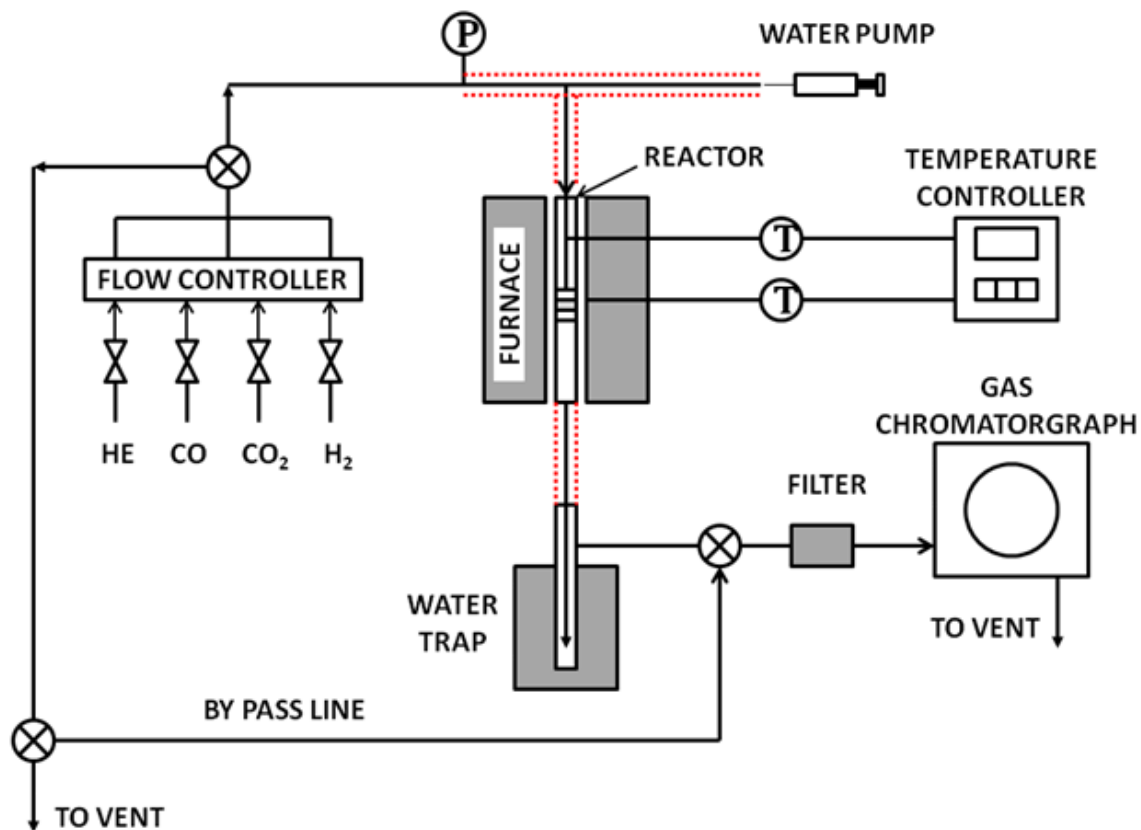 P
WATER PUMP
REACTOR
TEMPERATURE
CONTROLLER
FLOW CONTROLLER
FURNACE
T
T
HE
CO
CO₂
H₂
GAS
CHROMATORGRAPH
FILTER
WATER
TRAP
TO VENT
BY PASS LINE
TO VENT